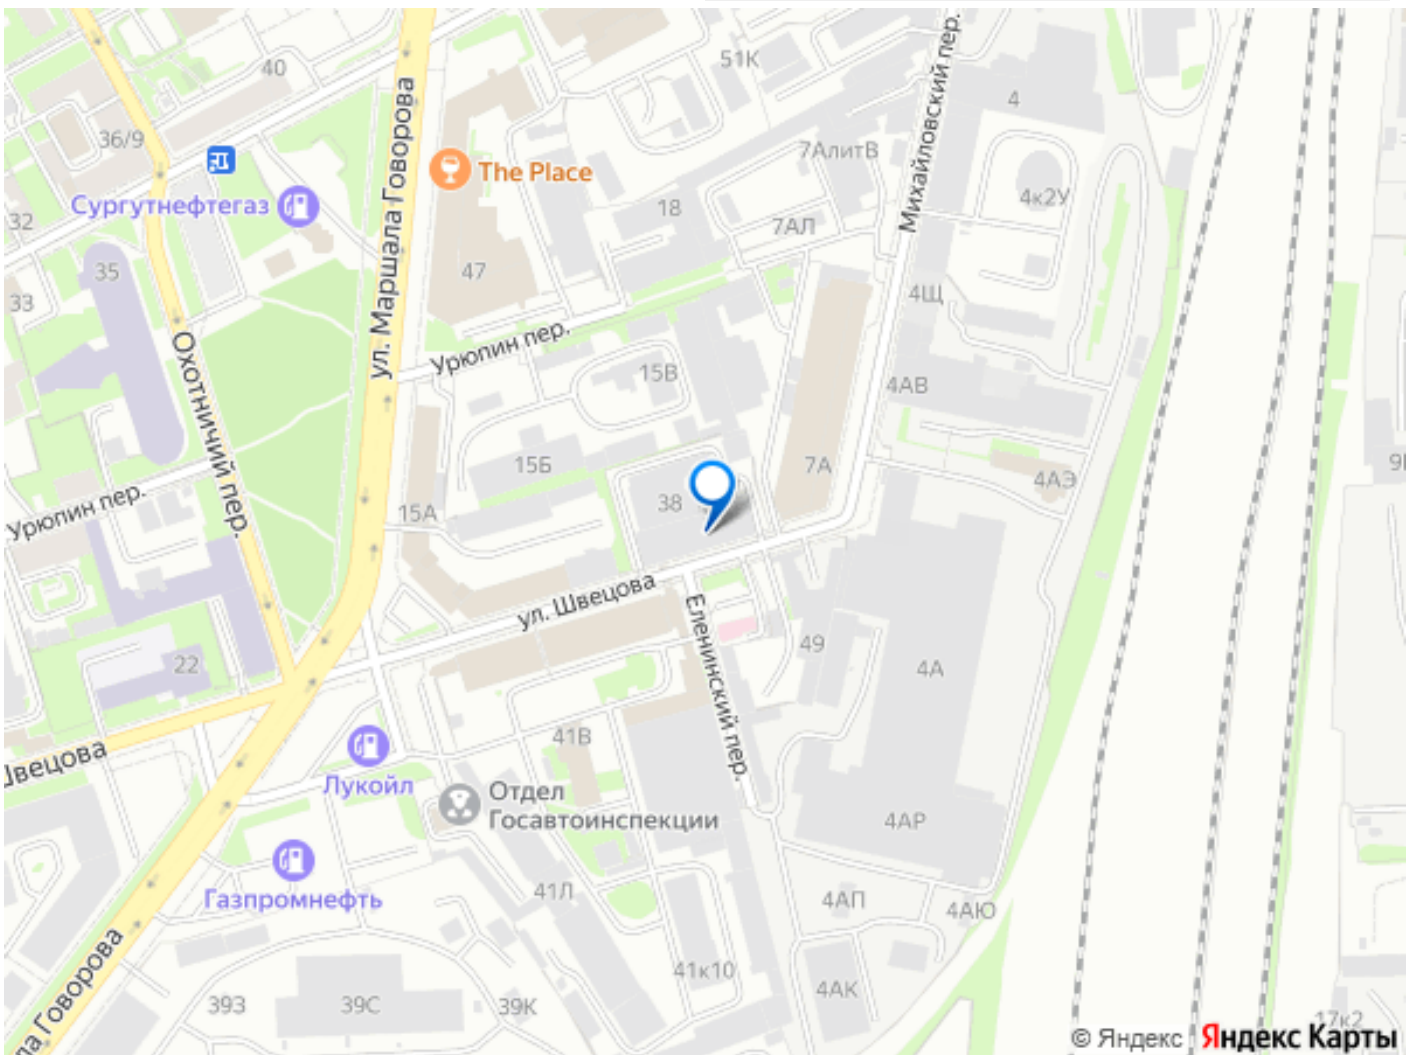 40
51К
Михайловский пер.
4
36/9
ул. Маршала Говорова
The Place
7АлитВ
Сургутнефтегаз
4к2У
32
18
7АЛ
35
47
33
4Щ
Охотничий пер.
Урюпин пер.
15В
4АВ
15Б
7А
4АЭ
Урюпин пер.
38
15А
ул. Швецова
Еленинский пер.
49
22
4А
Швецова
41В
Лукойл
Отдел
Госавтоинспекции
4АР
Газпромнефть
41Л
4АП
4АЮ
41к10
4АК
39З
39С
39К
ла Говорова
17к2
© Яндекс Яндекс Карты